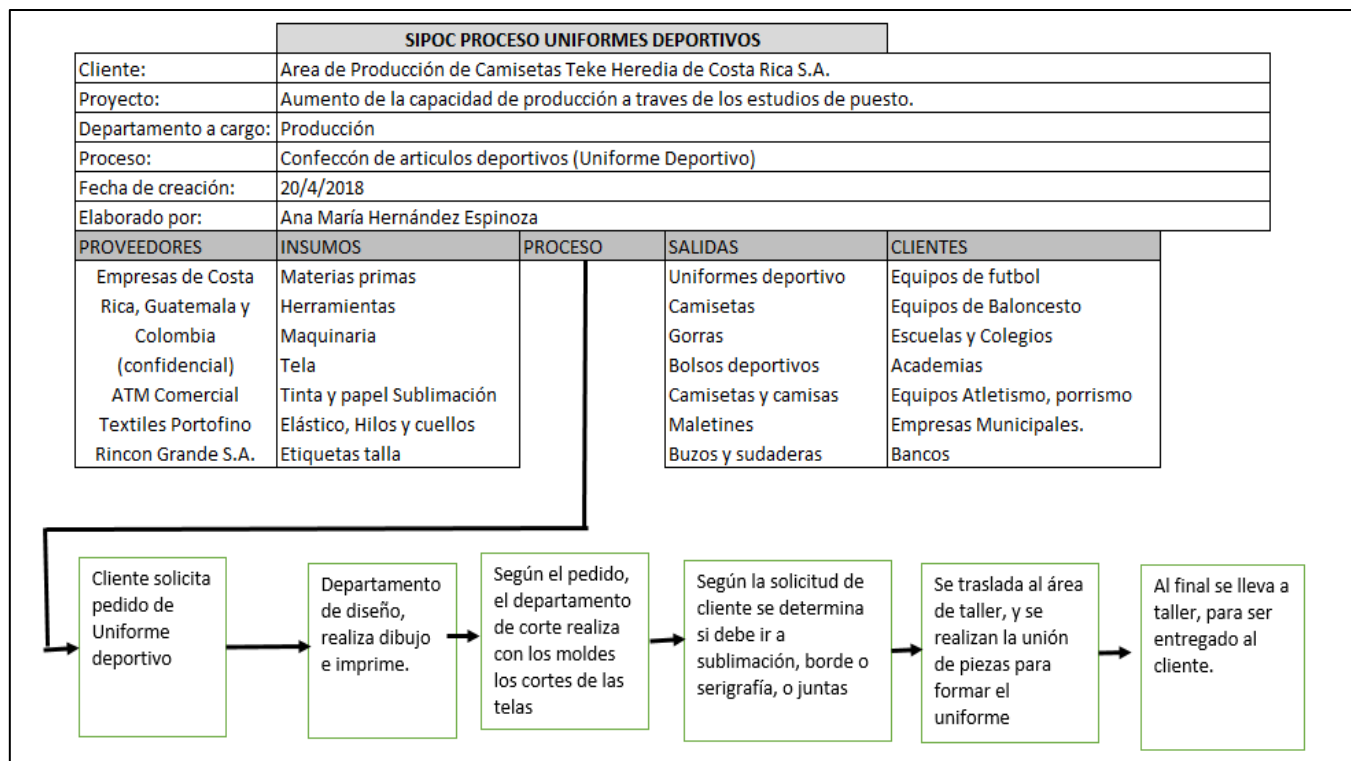 SIPOC PROCESO UNIFORMES DEPORTIVOS
Cliente: Area de Producción de Camisetas Teke Heredia de Costa Rica S.A.
Proyecto: Aumento de la capacidad de producción a traves de los estudios de puesto.
Departamento a cargo: Producción
Proceso: Confeccón de articulos deportivos (Uniforme Deportivo)
Fecha de creación: 20/4/2018
Elaborado por: Ana María Hernández Espinoza
PROVEEDORES INSUMOS PROCESO SALIDAS CLIENTES
Empresas de Costa Materias primas Uniformes deportivo Equipos de futbol
Rica, Guatemala y Herramientas Camisetas Equipos de Baloncesto
Colombia Maquinaria Gorras Escuelas y Colegios
(confidencial) Tela Bolsos deportivos Academias
ATM Comercial Tinta y papel Sublimación Camisetas y camisas Equipos Atletismo, porrismo
Textiles Portofino Elástico, Hilos y cuellos Maletines Empresas Municipales.
Rincon Grande S.A. Etiquetas talla Buzos y sudaderas Bancos
Cliente solicita
pedido de
Uniforme
deportivo
Departamento
de diseño,
realiza dibujo
e imprime.
Según el pedido,
el departamento
de corte realiza
con los moldes
los cortes de las
telas
Según la solicitud de
cliente se determina
si debe ir a
sublimación, borde o
serigrafía, o juntas
Se traslada al área
de taller, y se
realizan la unión
de piezas para
formar el
uniforme
Al final se lleva a
taller, para ser
entregado al
cliente.